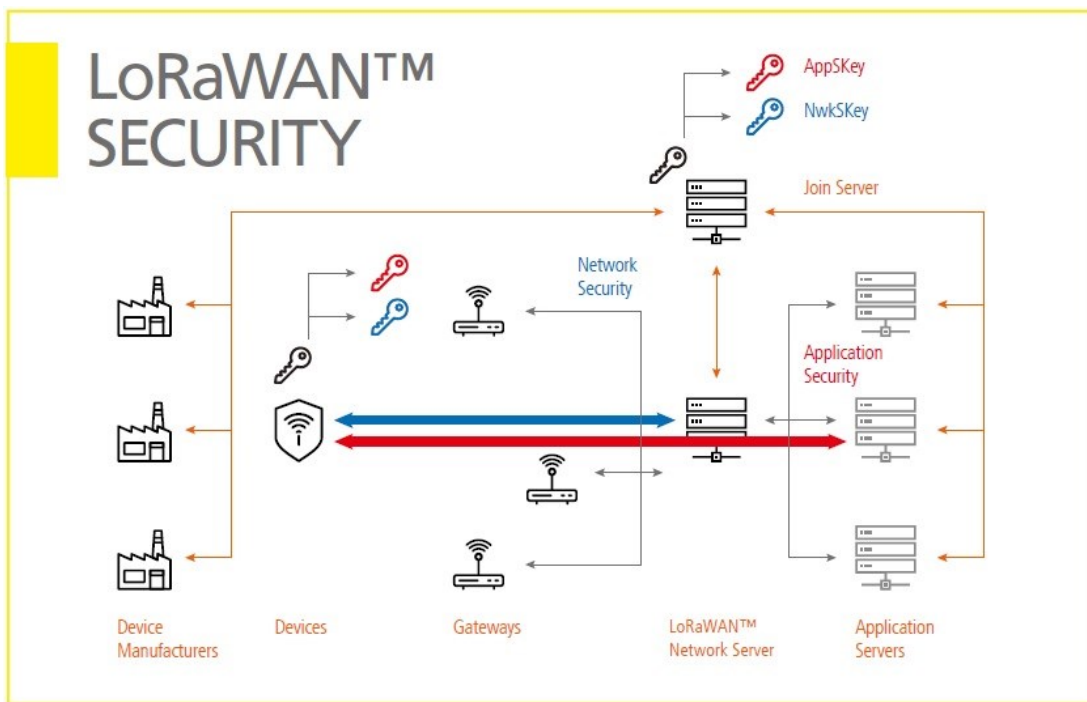 LoRaWAN™
SECURITY
AppSKey
NwkSKey
Join Server
Network
Security
Application
Security
Device
Manufacturers
Devices
Gateways
LoRaWAN™
Network Server
Application
Servers